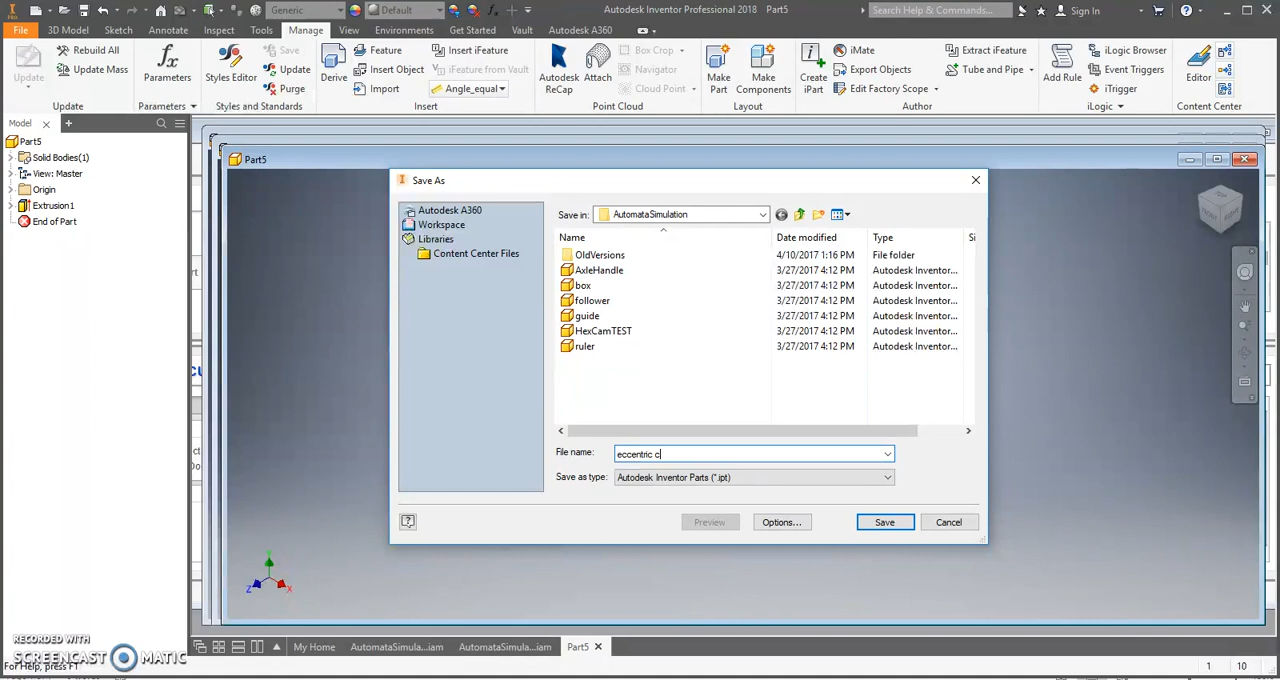 PRO
Generic
Default
Autodesk Inventor Professional 2018 Part5
Search Help & Commands...
Sign In
File 3D Model Sketch Annotate Inspect Tools Manage View Environments Get Started Vault Autodesk A360
Update
Rebuild All
Update Mass
Update
Parameters
Parameters
Styles Editor
Save
Update
Purge
Styles and Standards
Derive
Feature
Insert Object
Import
Insert iFeature
iFeature from Vault
Angle_equal
Insert
Autodesk
ReCap
Attach
Box Crop
Navigator
Cloud Point
Point Cloud
Make
Part
Make
Components
Layout
Create
iPart
iMate
Export Objects
Edit Factory Scope
Extract iFeature
Tube and Pipe
Author
Add Rule
iLogic Browser
Event Triggers
iTrigger
iLogic
Editor
Content Center
Model
Part5
Solid Bodies(1)
View: Master
Origin
Extrusion1
End of Part
Part5
Save As
Autodesk A360
Workspace
Libraries
Content Center Files
Save in: AutomataSimulation
Name Date modified Type Si
OldVersions 4/10/2017 1:16 PM File folder
AxleHandle 3/27/2017 4:12 PM Autodesk Inventor...
box 3/27/2017 4:12 PM Autodesk Inventor...
follower 3/27/2017 4:12 PM Autodesk Inventor...
guide 3/27/2017 4:12 PM Autodesk Inventor...
HexCamTEST 3/27/2017 4:12 PM Autodesk Inventor...
ruler 3/27/2017 4:12 PM Autodesk Inventor...
File name: eccentric c
Save as type: Autodesk Inventor Parts (*.ipt)
Preview Options... Save Cancel
Z X
My Home AutomataSimula...iam AutomataSimula...iam Part5
RECORDED WITH
SCREENCAST MATIC
For Help, press F1
1 10